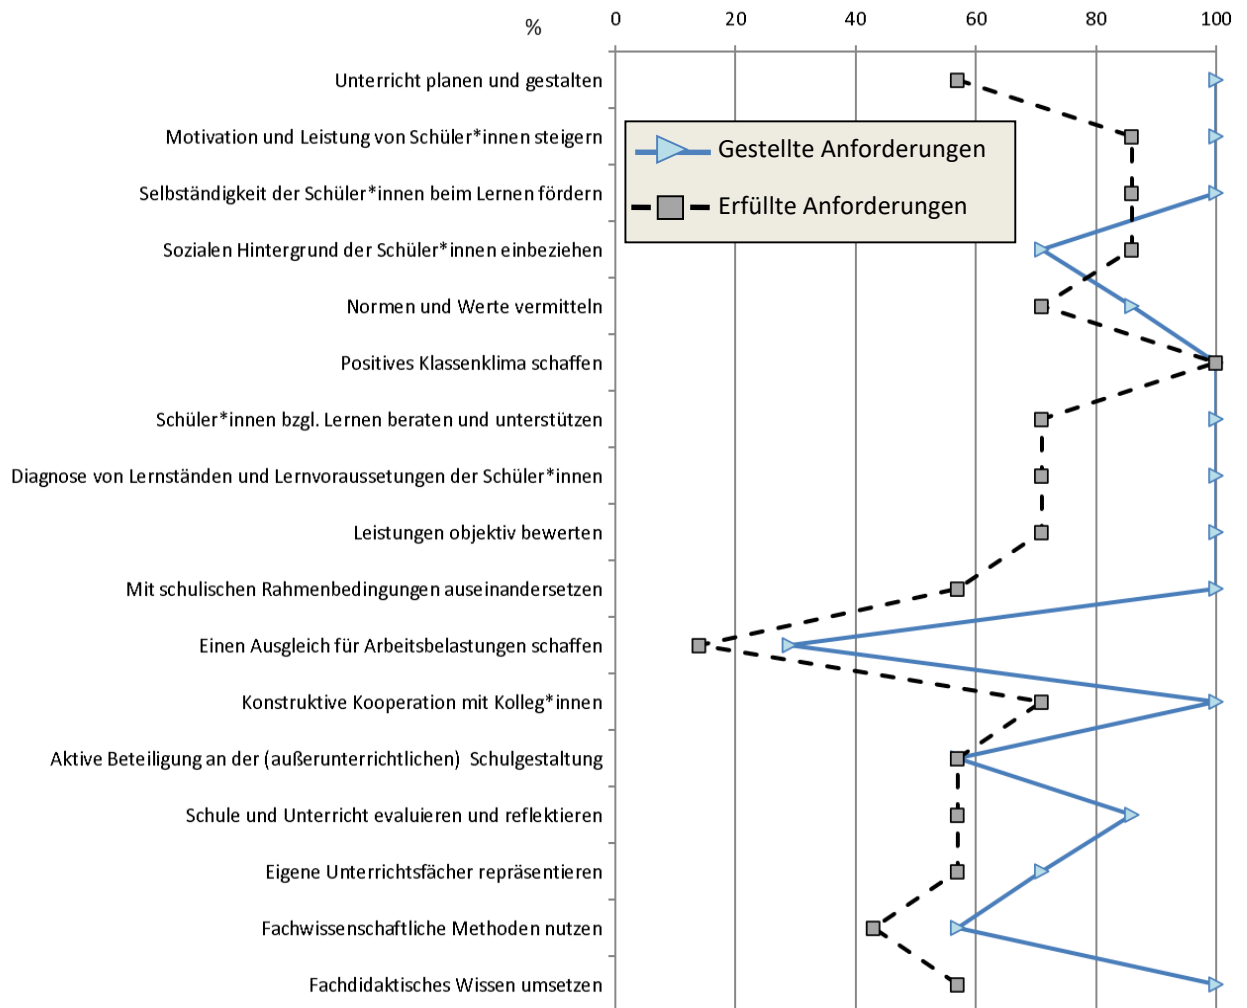 % 0 20 40 60 80 100
Unterricht planen und gestalten
Motivation und Leistung von Schüler*innen steigern
Gestellte Anforderungen
Selbständigkeit der Schüler*innen beim Lernen fördern
Erfüllte Anforderungen
Sozialen Hintergrund der Schüler*innen einbeziehen
Normen und Werte vermitteln
Positives Klassenklima schaffen
Schüler*innen bzgl. Lernen beraten und unterstützen
Diagnose von Lernständen und Lernvoraussetungen der Schüler*innen
Leistungen objektiv bewerten
Mit schulischen Rahmenbedingungen auseinandersetzen
Einen Ausgleich für Arbeitsbelastungen schaffen
Konstruktive Kooperation mit Kolleg*innen
Aktive Beteiligung an der (außerunterrichtlichen) Schulgestaltung
Schule und Unterricht evaluieren und reflektieren
Eigene Unterrichtsfächer repräsentieren
Fachwissenschaftliche Methoden nutzen
Fachdidaktisches Wissen umsetzen